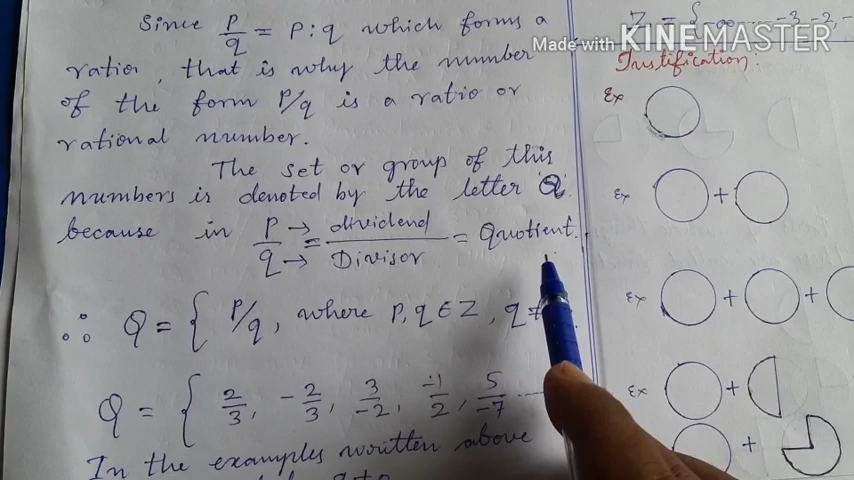 Since P/q = P : q which forms a
ratior, that is why the number
of the form P/q is a ratio or
rational number.
The set or group of this
numbers is denoted by the letter 'Q'
because in P/q → → = dividend/Divisor = Quotient.
∴ Q = { P/q, where P, q ∈ Z, q ≠
Q = { 2/3, -2/3, 3/-2, -1/2, 5/-7 ......
In the examples written above
Made with KINEMASTER
Z = { -∞ ..... -3, -2, -
Justification:
Ex
Ex +
Ex + +
Ex +
+